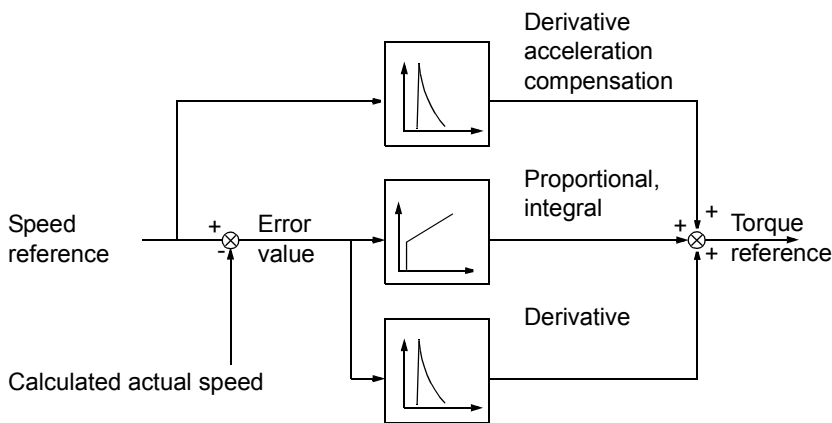 Derivative
acceleration
compensation
Proportional,
integral
Speed
reference
+
-
Error
value
+
+
+
Torque
reference
Derivative
Calculated actual speed